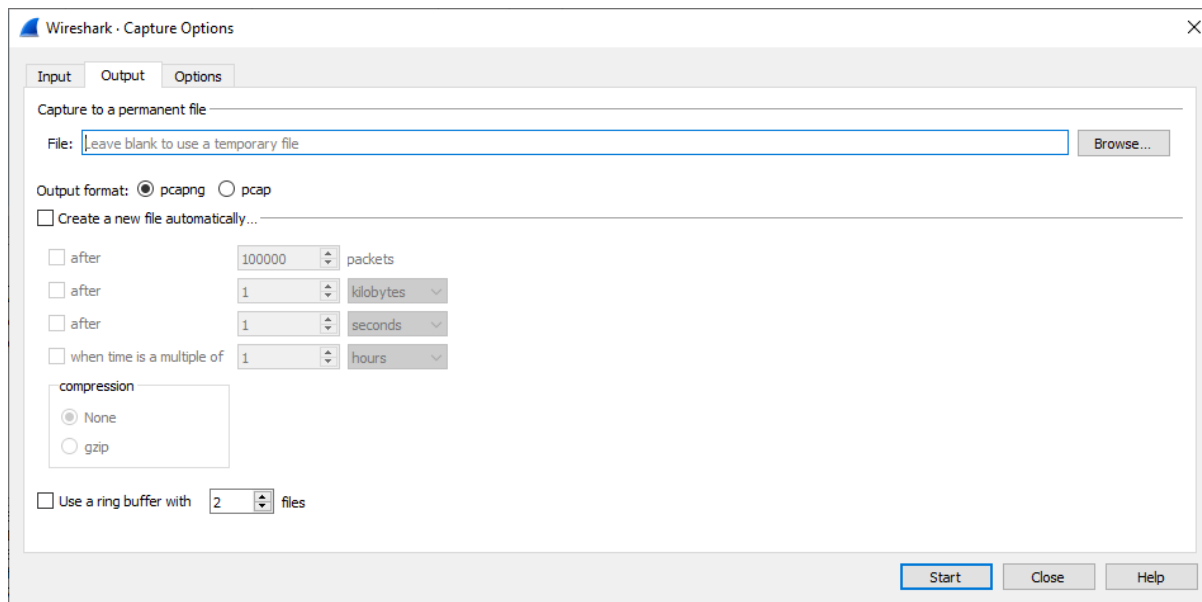 Wireshark · Capture Options
Input Output Options
Capture to a permanent file
File: Leave blank to use a temporary file Browse...
Output format: pcapng pcap
Create a new file automatically...
after 100000 packets
after 1 kilobytes
after 1 seconds
when time is a multiple of 1 hours
compression
None
gzip
Use a ring buffer with 2 files
Start Close Help